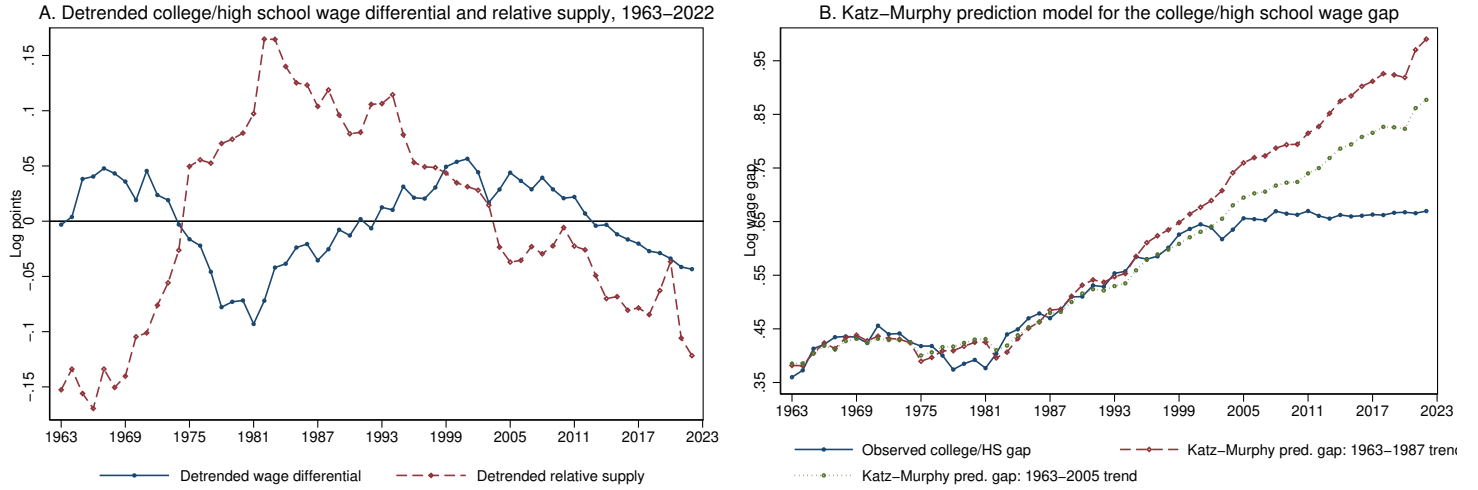 A. Detrended college/high school wage differential and relative supply, 1963−2022
Log points
.15
.1
.05
0
−.05
−.1
−.15
1963 1969 1975 1981 1987 1993 1999 2005 2011 2017 2023
Detrended wage differential Detrended relative supply
B. Katz−Murphy prediction model for the college/high school wage gap
Log wage gap
.95
.85
.75
.65
.55
.45
.35
1963 1969 1975 1981 1987 1993 1999 2005 2011 2017 2023
Observed college/HS gap Katz−Murphy pred. gap: 1963−1987 trend
Katz−Murphy pred. gap: 1963−2005 trend